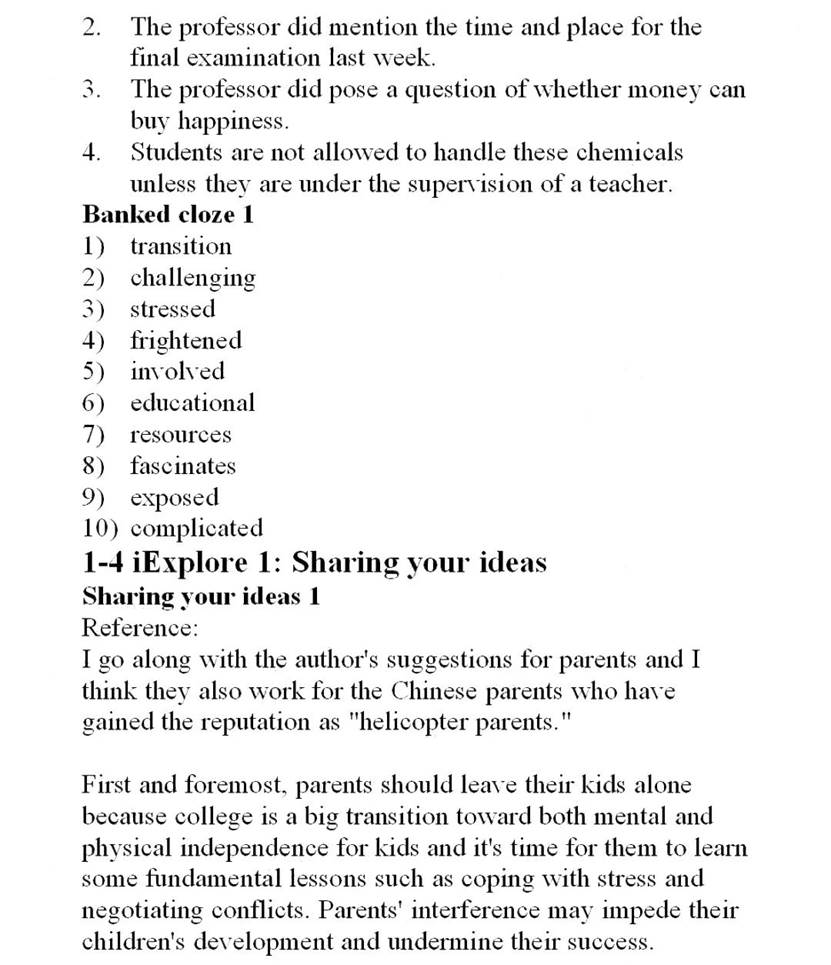 2. The professor did mention the time and place for the
final examination last week.
3. The professor did pose a question of whether money can
buy happiness.
4. Students are not allowed to handle these chemicals
unless they are under the supervision of a teacher.
Banked cloze 1
1) transition
2) challenging
3) stressed
4) frightened
5) involved
6) educational
7) resources
8) fascinates
9) exposed
10) complicated
1-4 iExplore 1: Sharing your ideas
Sharing your ideas 1
Reference:
I go along with the author's suggestions for parents and I
think they also work for the Chinese parents who have
gained the reputation as "helicopter parents."
First and foremost, parents should leave their kids alone
because college is a big transition toward both mental and
physical independence for kids and it's time for them to learn
some fundamental lessons such as coping with stress and
negotiating conflicts. Parents' interference may impede their
children's development and undermine their success.